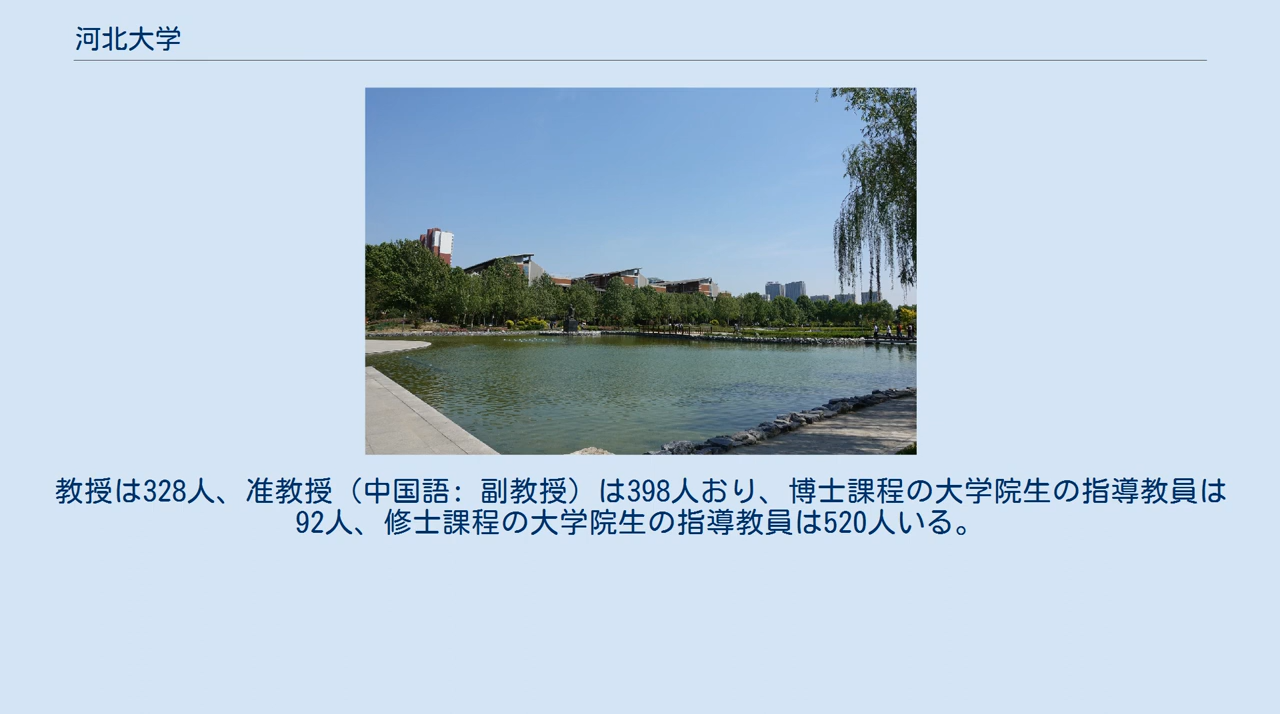 河北大学
教授は328人、准教授（中国語: 副教授）は398人おり、博士課程の大学院生の指導教員は
92人、修士課程の大学院生の指導教員は520人いる。